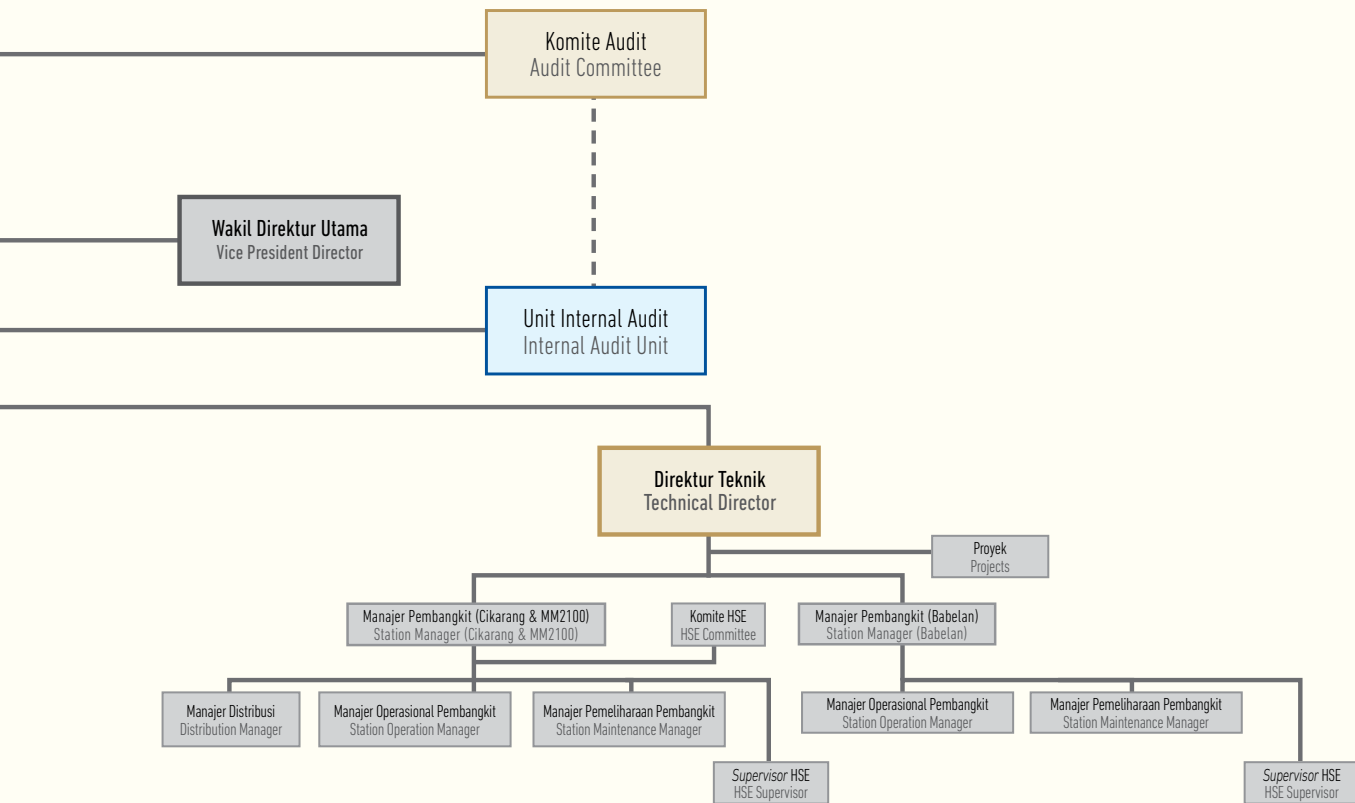 Komite Audit
Audit Committee
Wakil Direktur Utama
Vice President Director
Unit Internal Audit
Internal Audit Unit
Direktur Teknik
Technical Director
Proyek
Projects
Manajer Pembangkit (Cikarang & MM2100)
Station Manager (Cikarang & MM2100)
Komite HSE
HSE Committee
Manajer Pembangkit (Babelan)
Station Manager (Babelan)
Manajer Distribusi
Distribution Manager
Manajer Operasional Pembangkit
Station Operation Manager
Manajer Pemeliharaan Pembangkit
Station Maintenance Manager
Manajer Operasional Pembangkit
Station Operation Manager
Manajer Pemeliharaan Pembangkit
Station Maintenance Manager
Supervisor HSE
HSE Supervisor
Supervisor HSE
HSE Supervisor